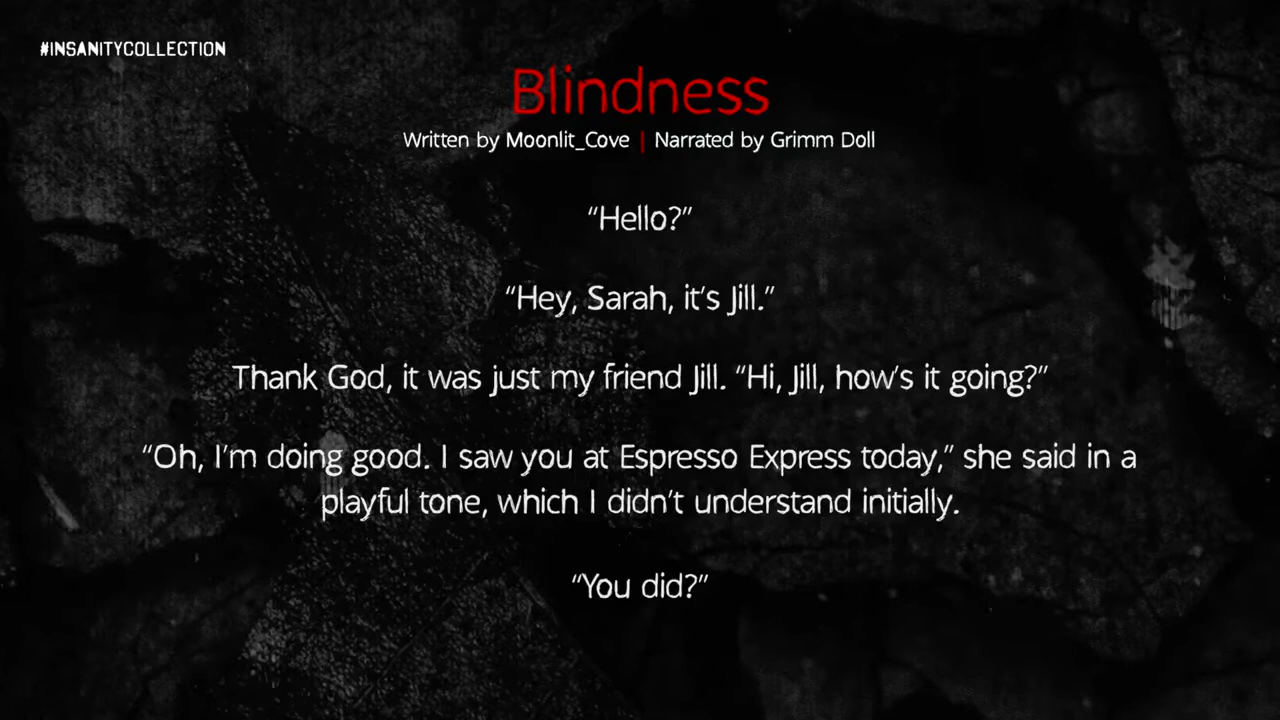 #INSANITYCOLLECTION
Blindness
Written by Moonlit_Cove | Narrated by Grimm Doll
“Hello?”
“Hey, Sarah, it’s Jill.”
Thank God, it was just my friend Jill. “Hi, Jill, how’s it going?”
“Oh, I’m doing good. I saw you at Espresso Express today,” she said in a
playful tone, which I didn’t understand initially.
“You did?”